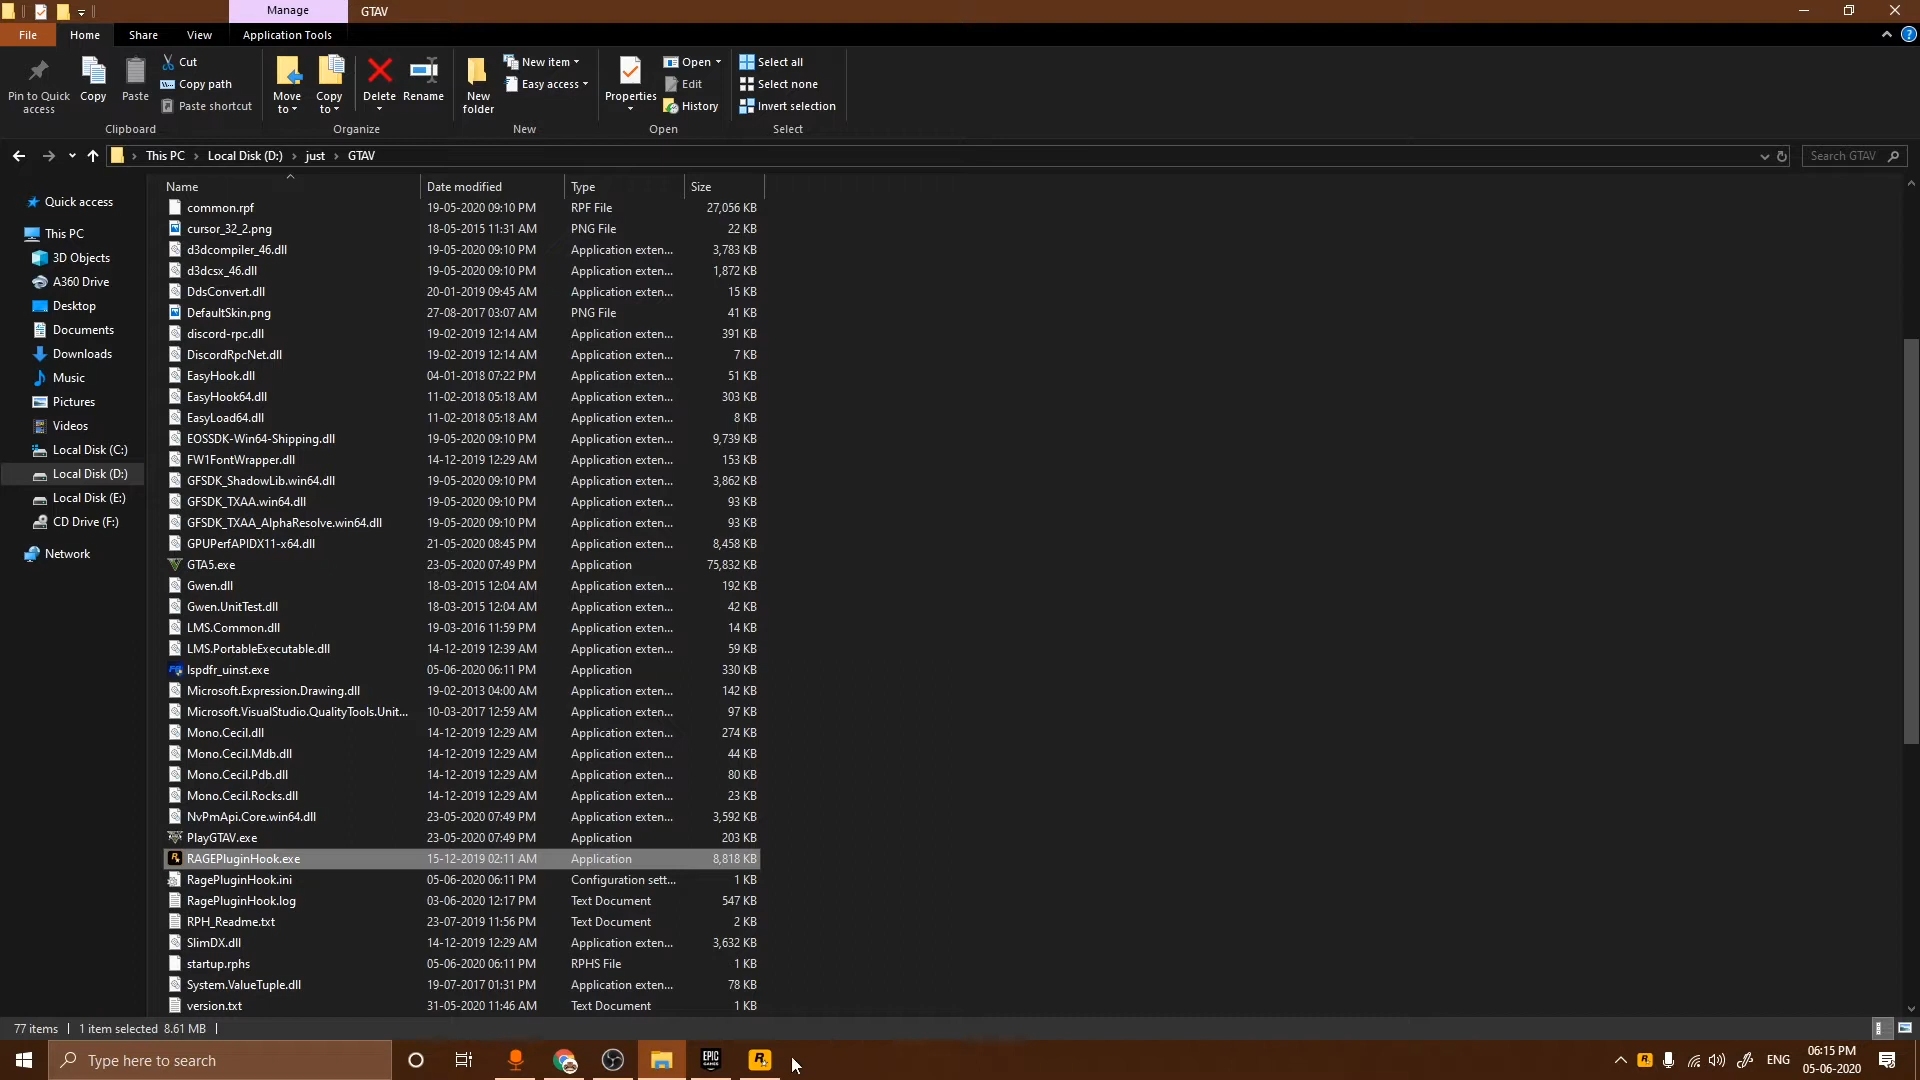 Manage
GTAV
File
Home
Share
View
Application Tools
Pin to Quick access
Copy
Paste
Cut
Copy path
Paste shortcut
Clipboard
Move to
Copy to
Delete
Rename
Organize
New folder
New item
Easy access
New
Properties
Open
Edit
History
Open
Select all
Select none
Invert selection
Select
This PC > Local Disk (D:) > just > GTAV
Search GTAV
Quick access
This PC
3D Objects
A360 Drive
Desktop
Documents
Downloads
Music
Pictures
Videos
Local Disk (C:)
Local Disk (D:)
Local Disk (E:)
CD Drive (F:)
Network
Name Date modified Type Size
common.rpf 19-05-2020 09:10 PM RPF File 27,056 KB
cursor_32_2.png 18-05-2015 11:31 AM PNG File 22 KB
d3dcompiler_46.dll 19-05-2020 09:10 PM Application exten... 3,783 KB
d3dcsx_46.dll 19-05-2020 09:10 PM Application exten... 1,872 KB
DdsConvert.dll 20-01-2019 09:45 AM Application exten... 15 KB
DefaultSkin.png 27-08-2017 03:07 AM PNG File 41 KB
discord-rpc.dll 19-02-2019 12:14 AM Application exten... 391 KB
DiscordRpcNet.dll 19-02-2019 12:14 AM Application exten... 7 KB
EasyHook.dll 04-01-2018 07:22 PM Application exten... 51 KB
EasyHook64.dll 11-02-2018 05:18 AM Application exten... 303 KB
EasyLoad64.dll 11-02-2018 05:18 AM Application exten... 8 KB
EOSSDK-Win64-Shipping.dll 19-05-2020 09:10 PM Application exten... 9,739 KB
FW1FontWrapper.dll 14-12-2019 12:29 AM Application exten... 153 KB
GFSDK_ShadowLib.win64.dll 19-05-2020 09:10 PM Application exten... 3,862 KB
GFSDK_TXAA.win64.dll 19-05-2020 09:10 PM Application exten... 93 KB
GFSDK_TXAA_AlphaResolve.win64.dll 19-05-2020 09:10 PM Application exten... 93 KB
GPUPerfAPIDX11-x64.dll 21-05-2020 08:45 PM Application exten... 8,458 KB
GTA5.exe 23-05-2020 07:49 PM Application 75,832 KB
Gwen.dll 18-03-2015 12:04 AM Application exten... 192 KB
Gwen.UnitTest.dll 18-03-2015 12:04 AM Application exten... 42 KB
LMS.Common.dll 19-03-2016 11:59 PM Application exten... 14 KB
LMS.PortableExecutable.dll 14-12-2019 12:39 AM Application exten... 59 KB
lspdfr_uinst.exe 05-06-2020 06:11 PM Application 330 KB
Microsoft.Expression.Drawing.dll 19-02-2013 04:00 AM Application exten... 142 KB
Microsoft.VisualStudio.QualityTools.Unit... 10-03-2017 12:59 AM Application exten... 97 KB
Mono.Cecil.dll 14-12-2019 12:29 AM Application exten... 274 KB
Mono.Cecil.Mdb.dll 14-12-2019 12:29 AM Application exten... 44 KB
Mono.Cecil.Pdb.dll 14-12-2019 12:29 AM Application exten... 80 KB
Mono.Cecil.Rocks.dll 14-12-2019 12:29 AM Application exten... 23 KB
NvPmApi.Core.win64.dll 23-05-2020 07:49 PM Application exten... 3,592 KB
PlayGTAV.exe 23-05-2020 07:49 PM Application 203 KB
RAGEPluginHook.exe 15-12-2019 02:11 AM Application 8,818 KB
RagePluginHook.ini 05-06-2020 06:11 PM Configuration sett... 1 KB
RagePluginHook.log 03-06-2020 12:17 PM Text Document 547 KB
RPH_Readme.txt 23-07-2019 11:56 PM Text Document 2 KB
SlimDX.dll 14-12-2019 12:29 AM Application exten... 3,632 KB
startup.rphs 05-06-2020 06:11 PM RPHS File 1 KB
System.ValueTuple.dll 19-07-2017 01:31 PM Application exten... 78 KB
version.txt 31-05-2020 11:46 AM Text Document 1 KB
77 items 1 item selected 8.61 MB
Type here to search
EPIC GAMES
ENG
06:15 PM
05-06-2020